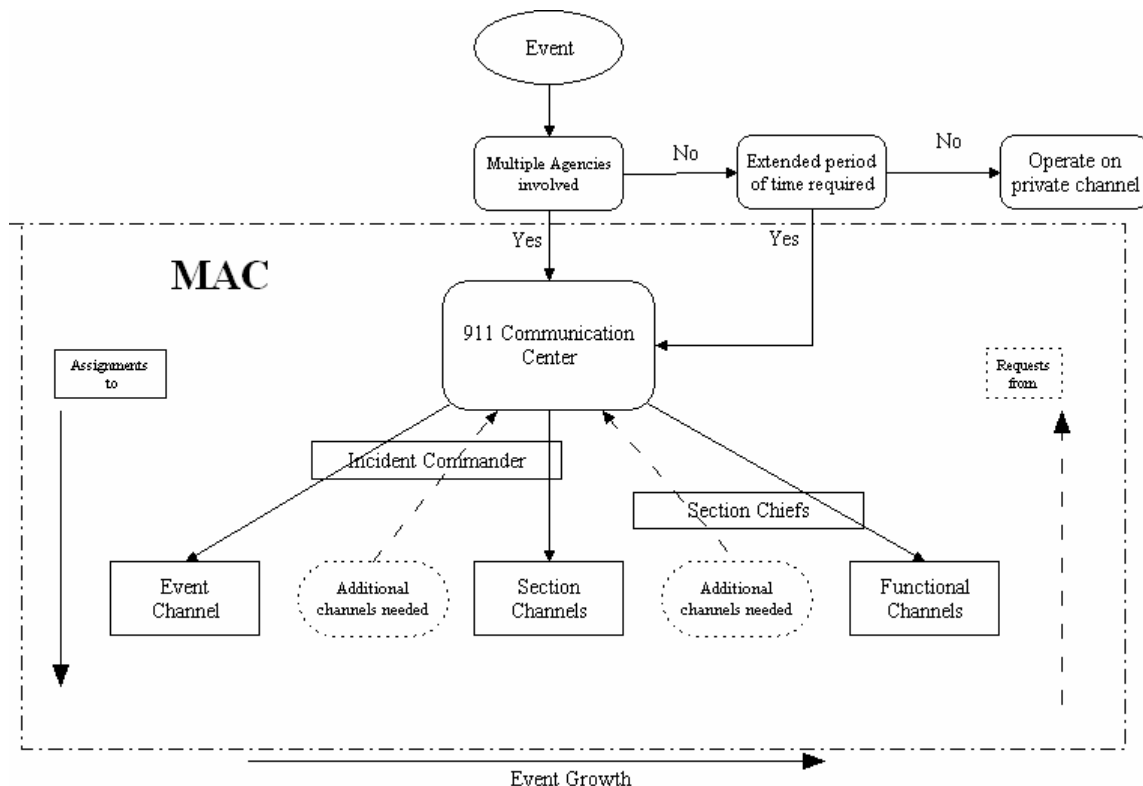 Event
Multiple Agencies
involved
No
Extended period
of time required
No
Operate on
private channel
Yes
Yes
MAC
911 Communication
Center
Assignments
to
Requests
from
Incident Commander
Section Chiefs
Event
Channel
Additional
channels needed
Section
Channels
Additional
channels needed
Functional
Channels
Event Growth